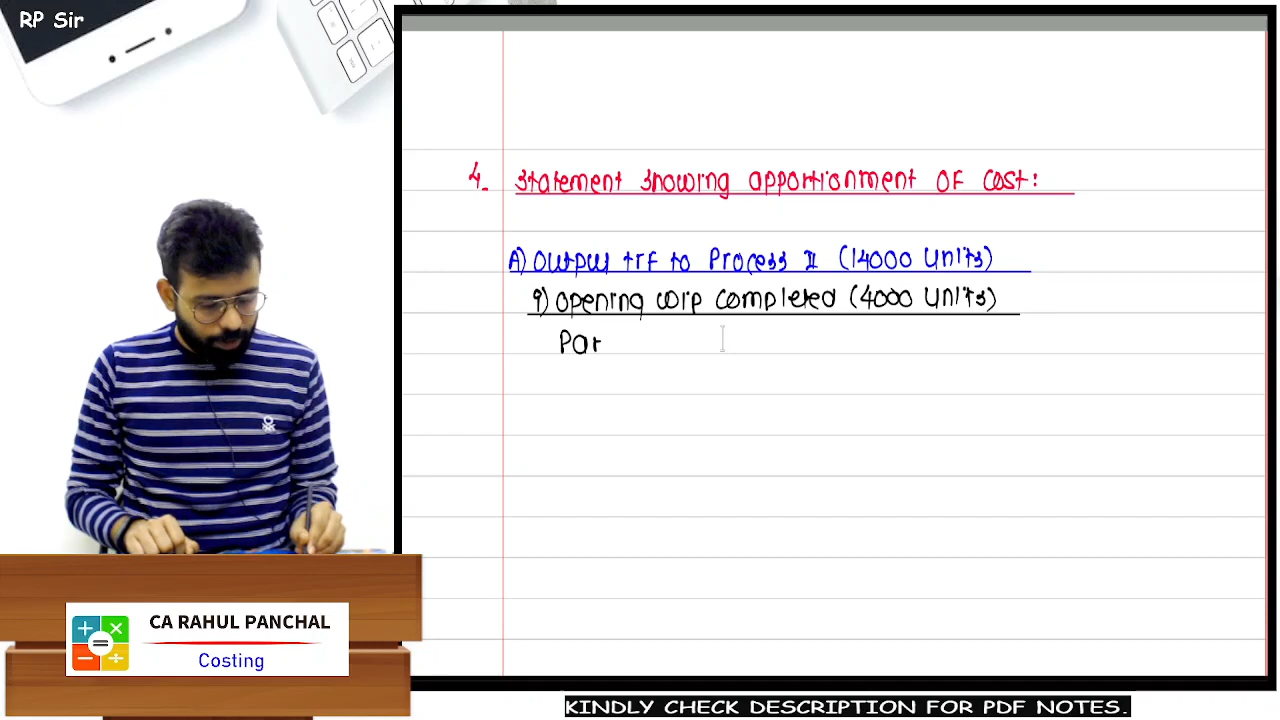 RP Sir
4. Statement showing apportionment of cost:
A) Output trf to Process II (14000 units)
i) Opening wip completed (4000 units)
Par
CA RAHUL PANCHAL
Costing
KINDLY CHECK DESCRIPTION FOR PDF NOTES.